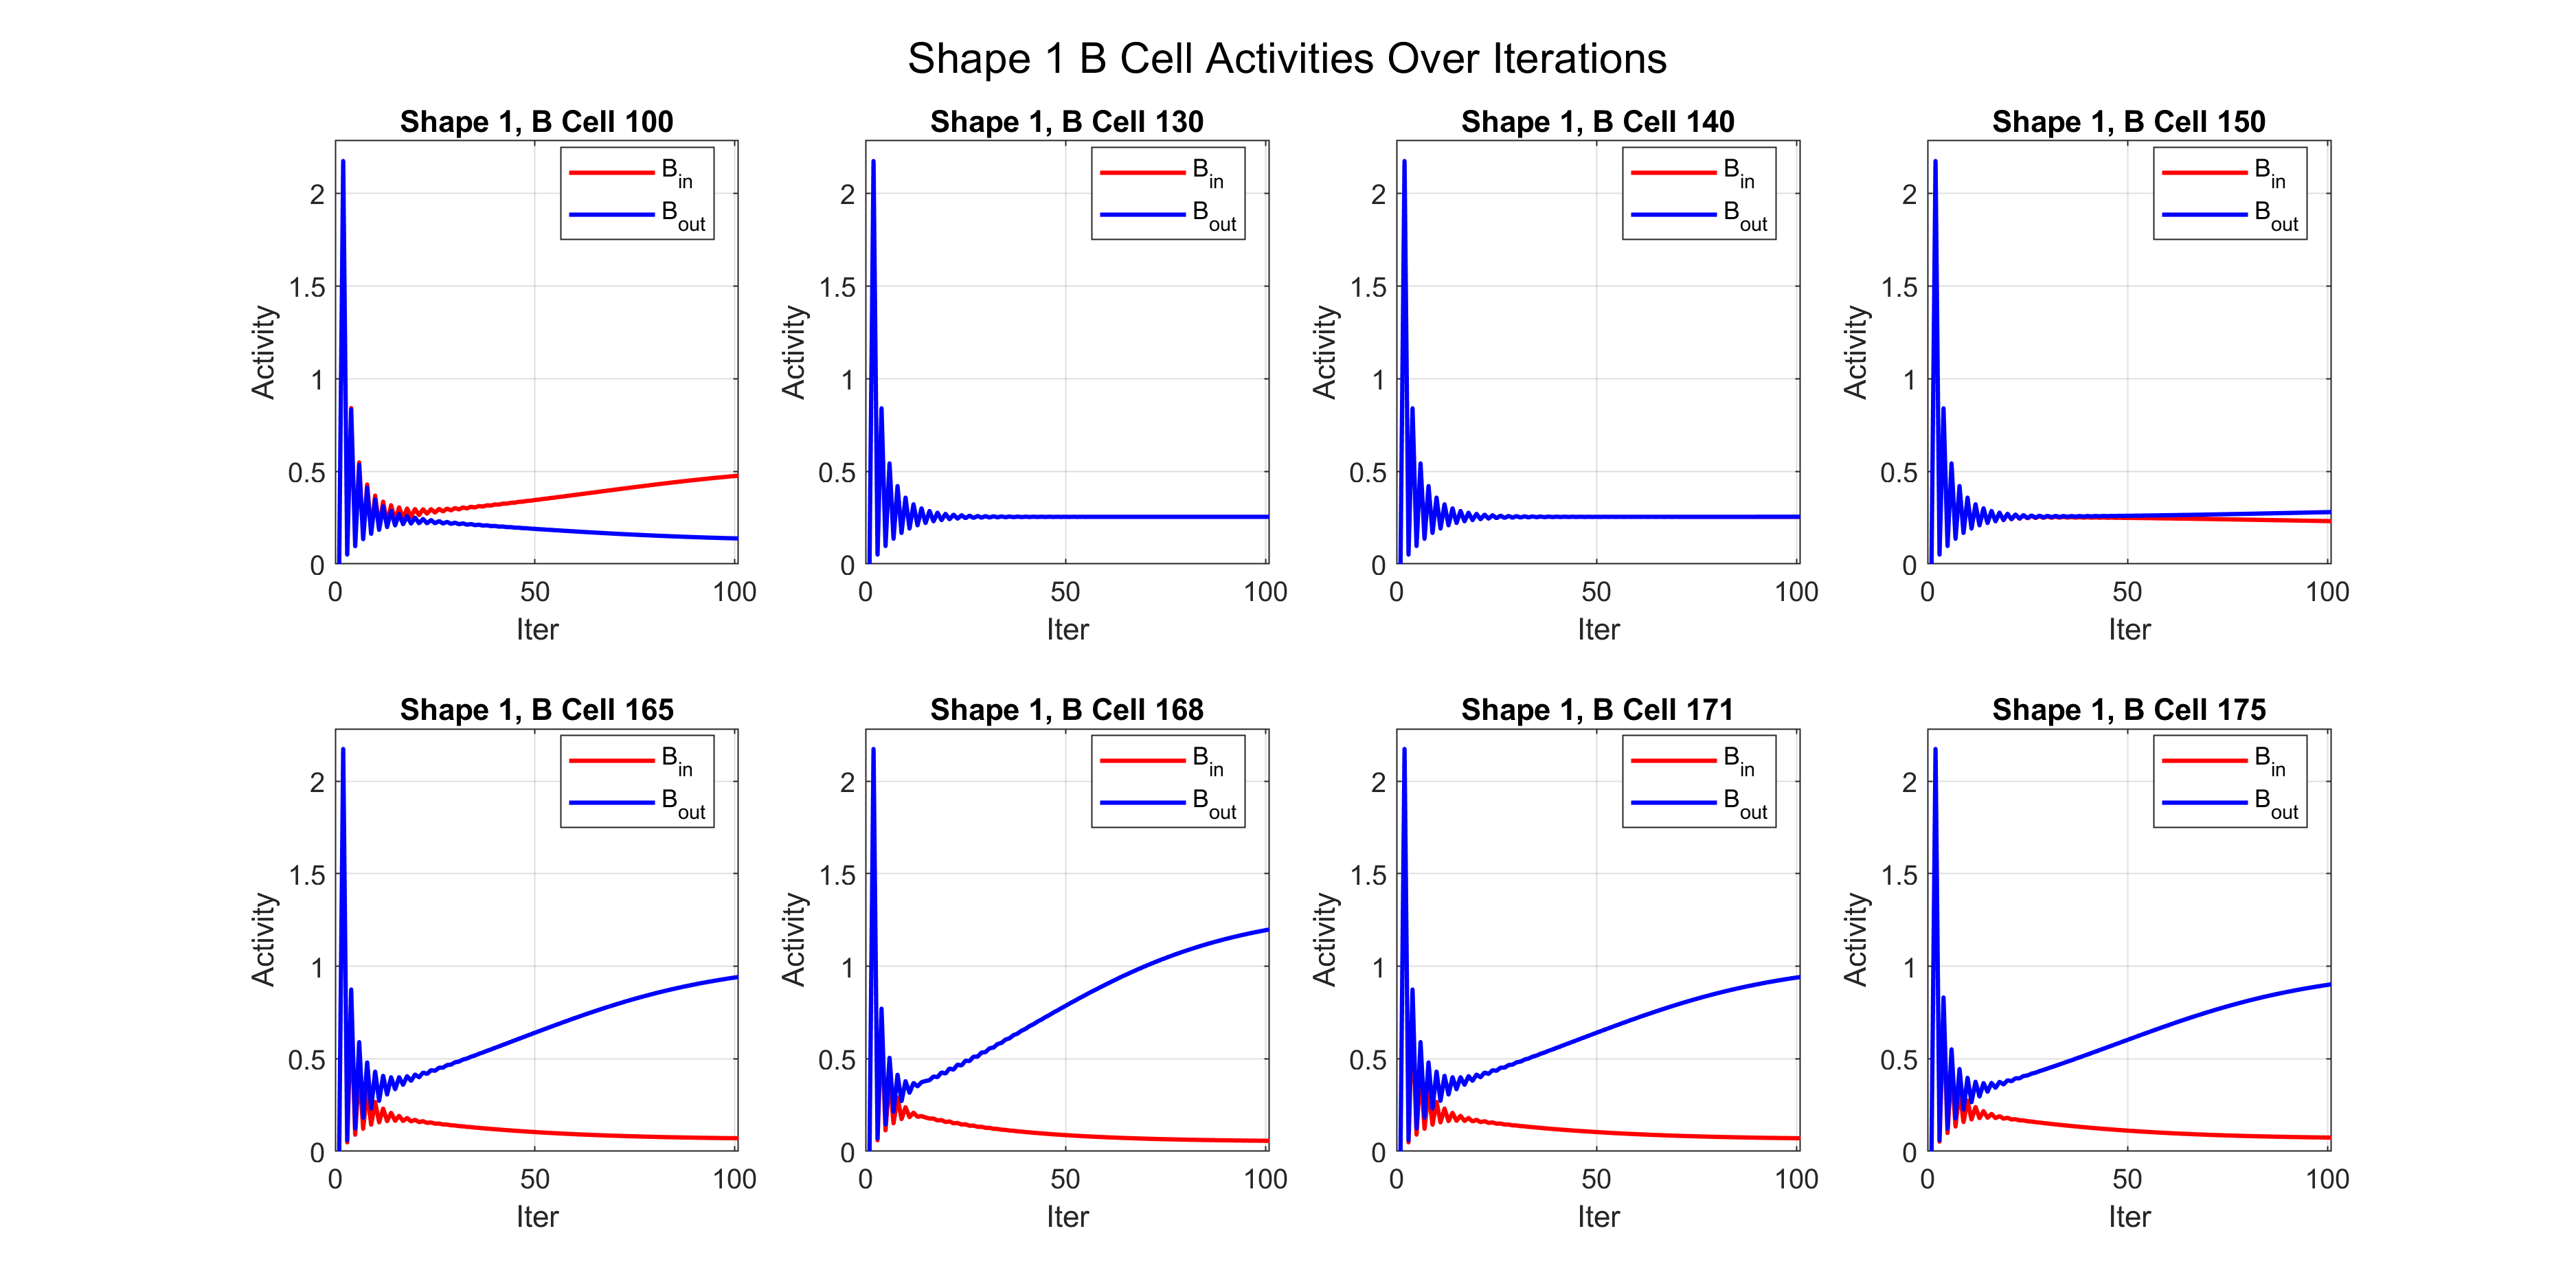 Shape 1 B Cell Activities Over Iterations
Shape 1, B Cell 100
Activity
2
1.5
1
0.5
0
0
50
100
Iter
B_in
B_out
Shape 1, B Cell 130
Activity
2
1.5
1
0.5
0
0
50
100
Iter
B_in
B_out
Shape 1, B Cell 140
Activity
2
1.5
1
0.5
0
0
50
100
Iter
B_in
B_out
Shape 1, B Cell 150
Activity
2
1.5
1
0.5
0
0
50
100
Iter
B_in
B_out
Shape 1, B Cell 165
Activity
2
1.5
1
0.5
0
0
50
100
Iter
B_in
B_out
Shape 1, B Cell 168
Activity
2
1.5
1
0.5
0
0
50
100
Iter
B_in
B_out
Shape 1, B Cell 171
Activity
2
1.5
1
0.5
0
0
50
100
Iter
B_in
B_out
Shape 1, B Cell 175
Activity
2
1.5
1
0.5
0
0
50
100
Iter
B_in
B_out